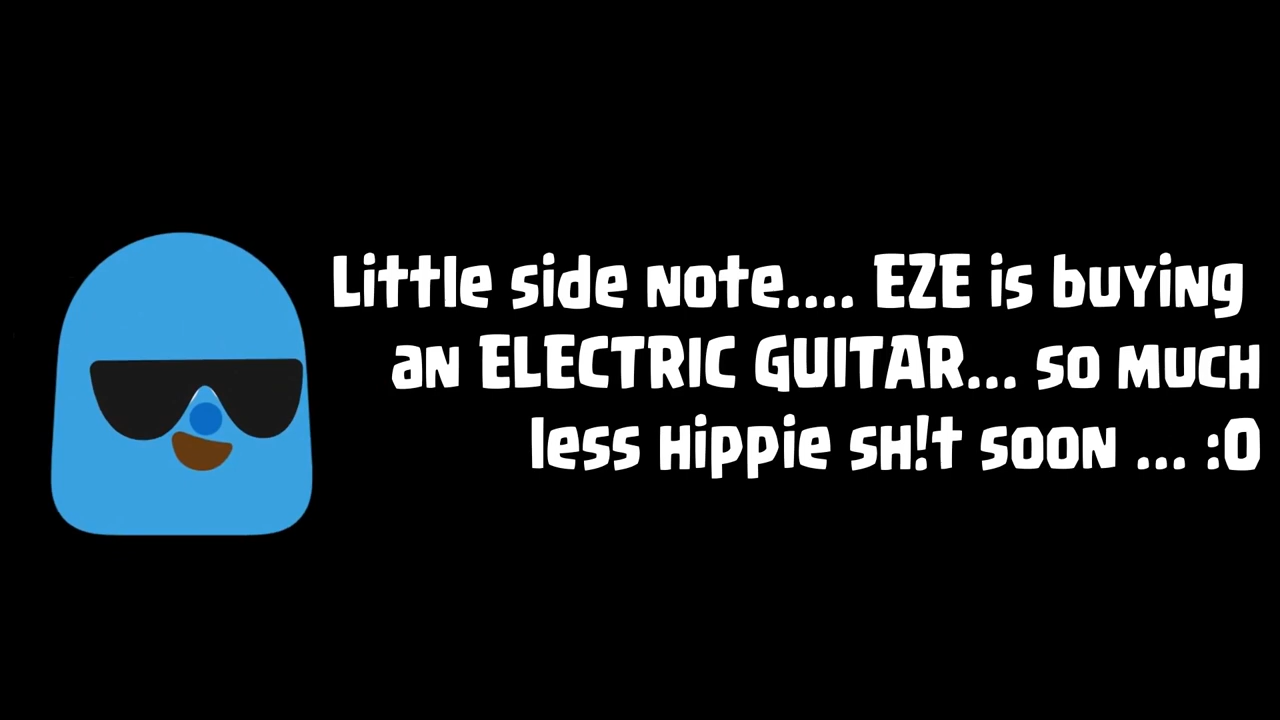 Little side note.... EZE is buying
an ELECTRIC GUITAR... so much
less hippie sh!t soon ... :O